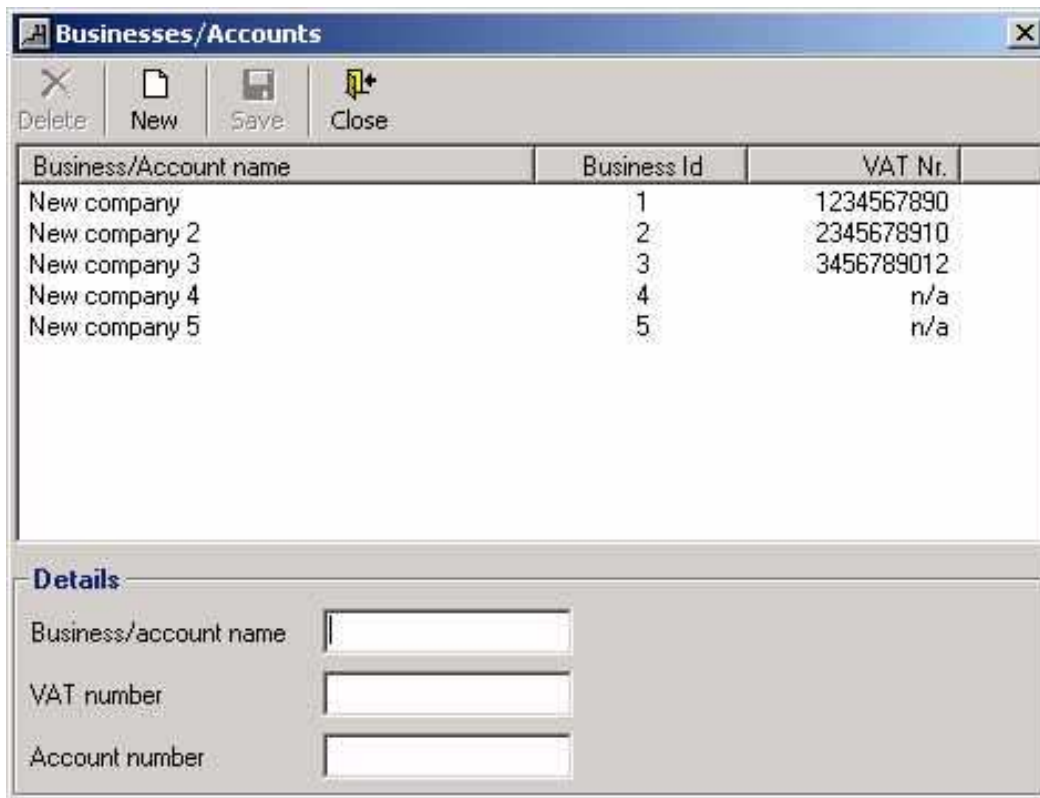 Businesses/Accounts
Delete New Save Close
Business/Account name Business Id VAT Nr.
New company 1 1234567890
New company 2 2 2345678910
New company 3 3 3456789012
New company 4 4 n/a
New company 5 5 n/a
Details
Business/account name
VAT number
Account number